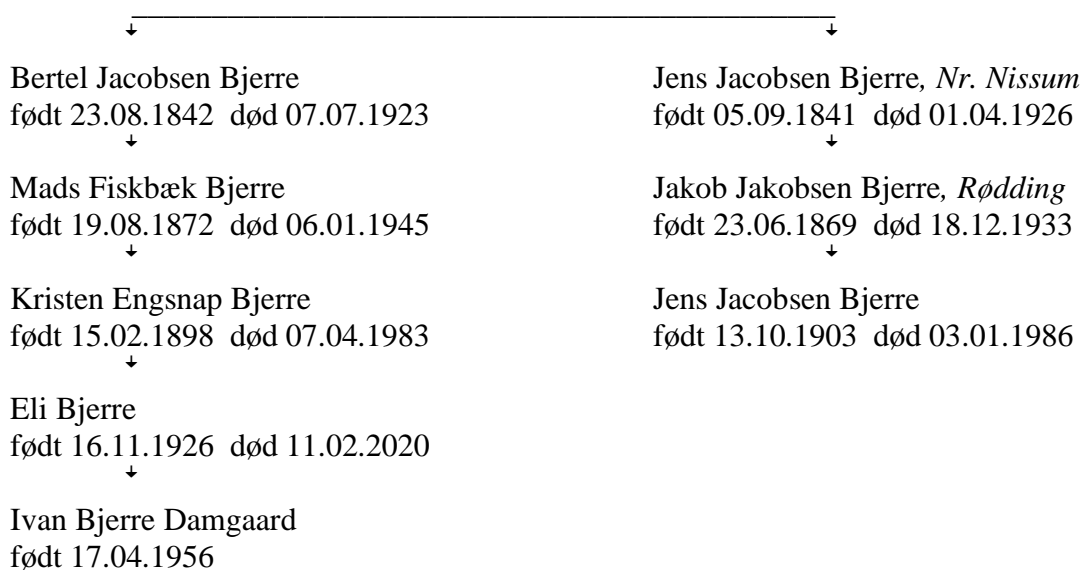 Bertel Jacobsen Bjerre
født 23.08.1842 død 07.07.1923
Mads Fiskbæk Bjerre
født 19.08.1872 død 06.01.1945
Kristen Engsnap Bjerre
født 15.02.1898 død 07.04.1983
Eli Bjerre
født 16.11.1926 død 11.02.2020
Ivan Bjerre Damgaard
født 17.04.1956
Jens Jacobsen Bjerre, Nr. Nissum
født 05.09.1841 død 01.04.1926
Jakob Jakobsen Bjerre, Rødding
født 23.06.1869 død 18.12.1933
Jens Jacobsen Bjerre
født 13.10.1903 død 03.01.1986